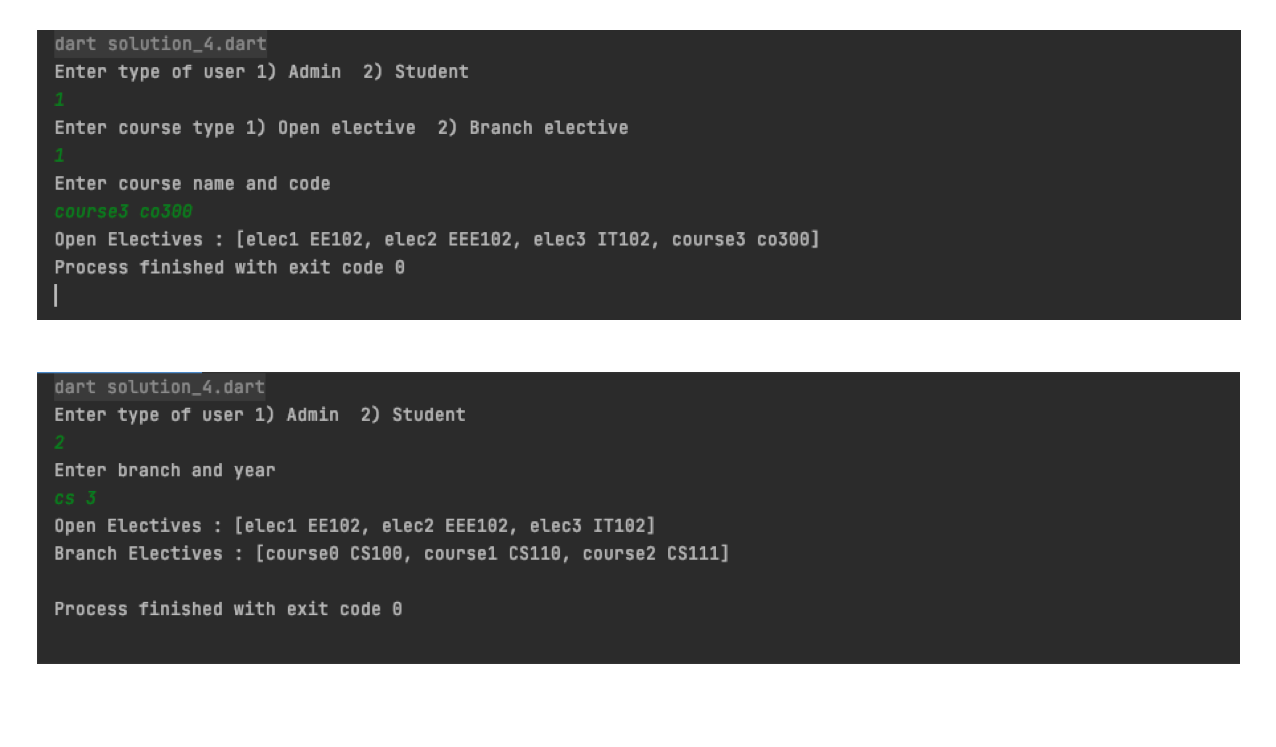 dart solution_4.dart
Enter type of user 1) Admin  2) Student
1
Enter course type 1) Open elective  2) Branch elective
1
Enter course name and code
course3 co300
Open Electives : [elec1 EE102, elec2 EEE102, elec3 IT102, course3 co300]
Process finished with exit code 0
dart solution_4.dart
Enter type of user 1) Admin  2) Student
2
Enter branch and year
cs 3
Open Electives : [elec1 EE102, elec2 EEE102, elec3 IT102]
Branch Electives : [course0 CS100, course1 CS110, course2 CS111]
Process finished with exit code 0